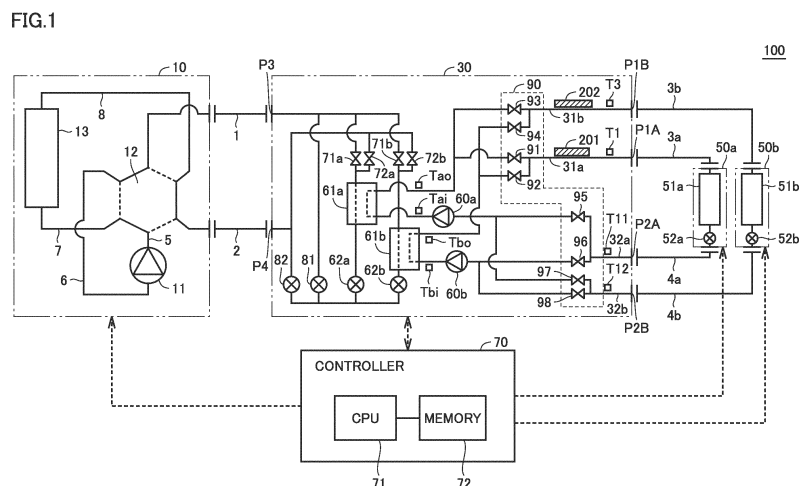 FIG.1
100
10 P3 30 P1B
8 90 93 202 T3 3b
13 1 31b P1A
12 71b 94 201 T1 3a
71a 72b 91 50a 50b
72a Tao 92 31a 51a 51b
61a Tai 60a 95
61b T11 P2A
7 5 2 P4 Tbo 96 32a 52a 52b
6 82 81 62a 62b 97 T12 4a
11 Tbi 60b 98 32b 4b
P2B
70
CONTROLLER
CPU MEMORY
71 72